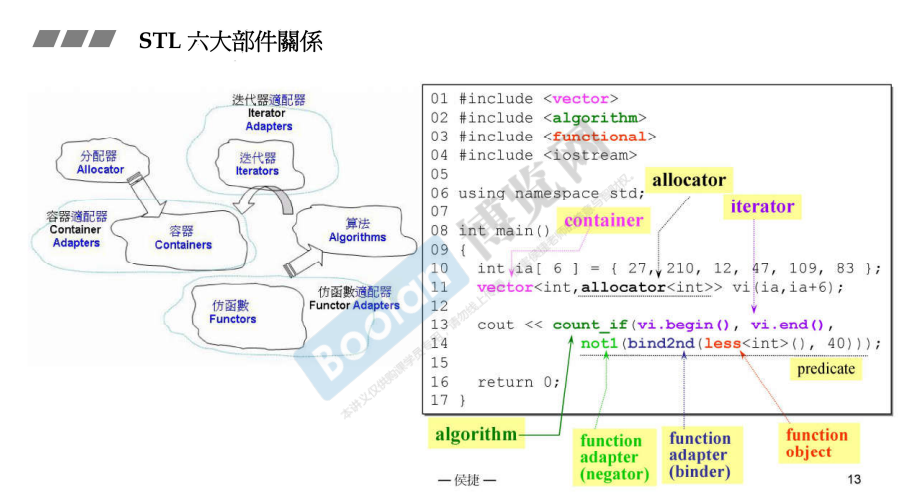 STL 六大部件關係
迭代器適配器
Iterator
Adapters
分配器
Allocator
迭代器
Iterators
容器適配器
Container
Adapters
容器
Containers
算法
Algorithms
仿函數
Functors
仿函數適配器
Functor Adapters
01 #include <vector>
02 #include <algorithm>
03 #include <functional>
04 #include <iostream>
05
06 using namespace std;
07
08 int main()
09 {
10 int ia[ 6 ] = { 27, 210, 12, 47, 109, 83 };
11 vector<int,allocator<int>> vi(ia,ia+6);
12
13 cout << count_if(vi.begin(), vi.end(),
14 not1(bind2nd(less<int>(), 40)));
15
16 return 0;
17 }
allocator
iterator
container
predicate
algorithm
function
adapter
(negator)
function
adapter
(binder)
function
object
Boolan
博览网
— 侯捷 —
13